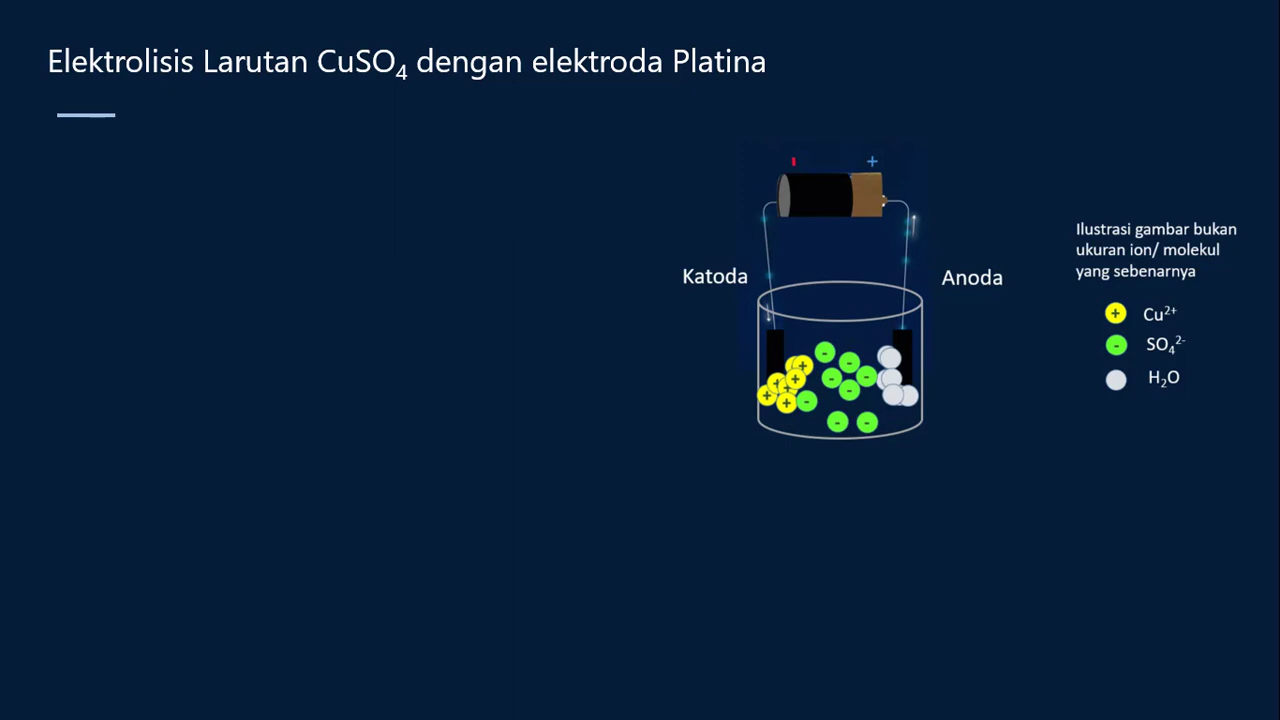 Elektrolisis Larutan CuSO₄ dengan elektroda Platina
- +
Katoda
Anoda
Ilustrasi gambar bukan
ukuran ion/ molekul
yang sebenarnya
+ Cu²⁺
- SO₄²⁻
H₂O